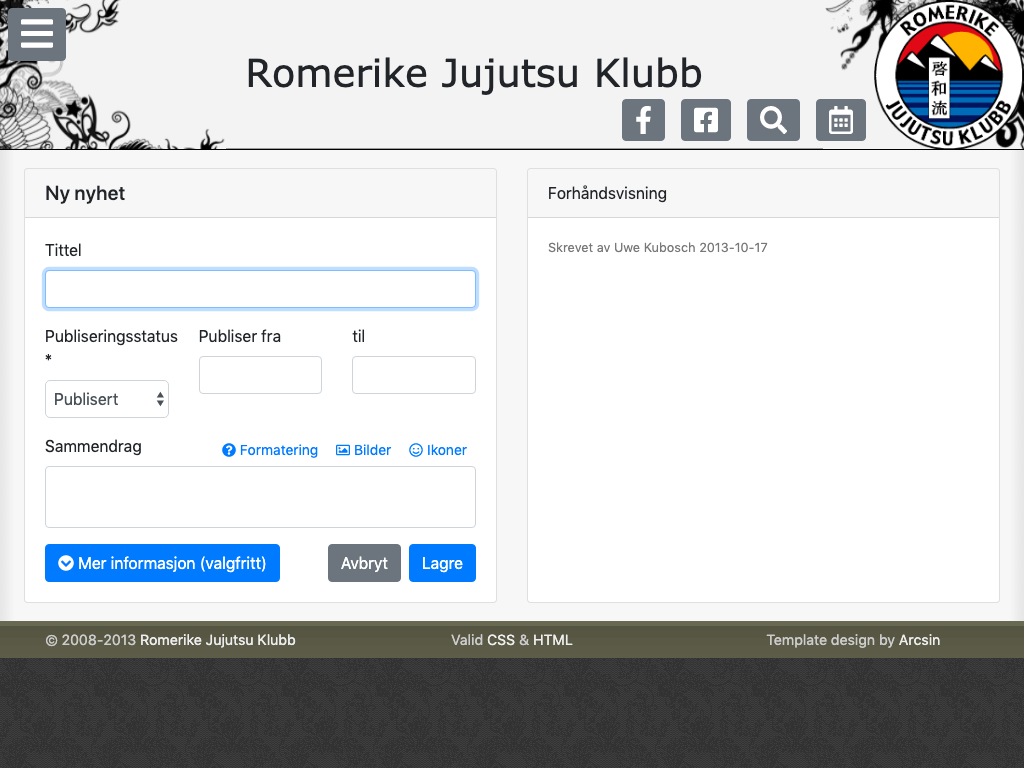 Romerike Jujutsu Klubb
ROMERIKE
啓和流
JUJUTSU KLUBB
Ny nyhet
Tittel
Publiseringsstatus
*
Publiser fra
til
Publisert
Sammendrag
Formatering
Bilder
Ikoner
Mer informasjon (valgfritt)
Avbryt
Lagre
Forhåndsvisning
Skrevet av Uwe Kubosch 2013-10-17
© 2008-2013 Romerike Jujutsu Klubb
Valid CSS & HTML
Template design by Arcsin